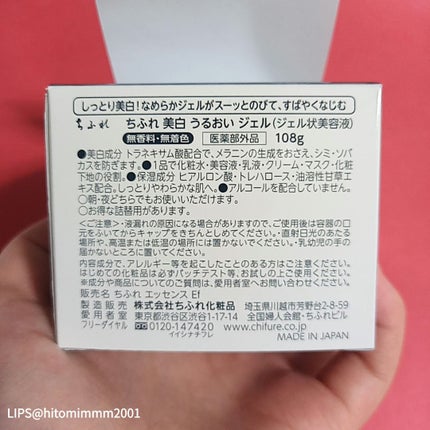 しっとり美白!なめらかジェルがスーッとのびて、すばやくなじむ
ちふれ ちふれ 美白 うるおい ジェル(ジェル状美容液)
無香料・無着色 医薬部外品 108g
●美白成分 トラネキサム酸配合で、メラニンの生成をおさえ、シミ・ソバ
カスを防ぎます。●1品で化粧水・美容液・乳液・クリーム・マスク・化粧
下地の役割。●保湿成分 ヒアルロン酸・トレハロース・油溶性甘草エ
キス配合。しっとりやわらかな肌へ。●アルコールを配合していません。
○朝・夜どちらでもお使いいただけます。
○お得な詰替用があります。
<ご注意>・液漏れの原因になる場合がありますので、ご使用後は容器の口
元をふいてからキャップをきちんとしめてください。・直射日光のあたる
場所や、高温または低温の場所には置かないでください。・乳幼児の手の
届かないところに置いてください。
内容成分で、アレルギー等を起こしたことのある方はご注意ください。
はじめての化粧品は必ずパッチテスト等、お試しの上ご使用ください。
※成分や商品についてのご質問は、愛用者室へお問い合わせください。
販売名 ちふれ エッセンス Ef
製造販売 株式会社ちふれ化粧品 埼玉県川越市芳野台2-8-59
愛用者室 東京都渋谷区渋谷1-17-14 全国婦人会館・ちふれビル
フリーダイヤル 0120-147420 www.chifure.co.jp
イイシナチフレ MADE IN JAPAN
LIPS@hitomimmm2001